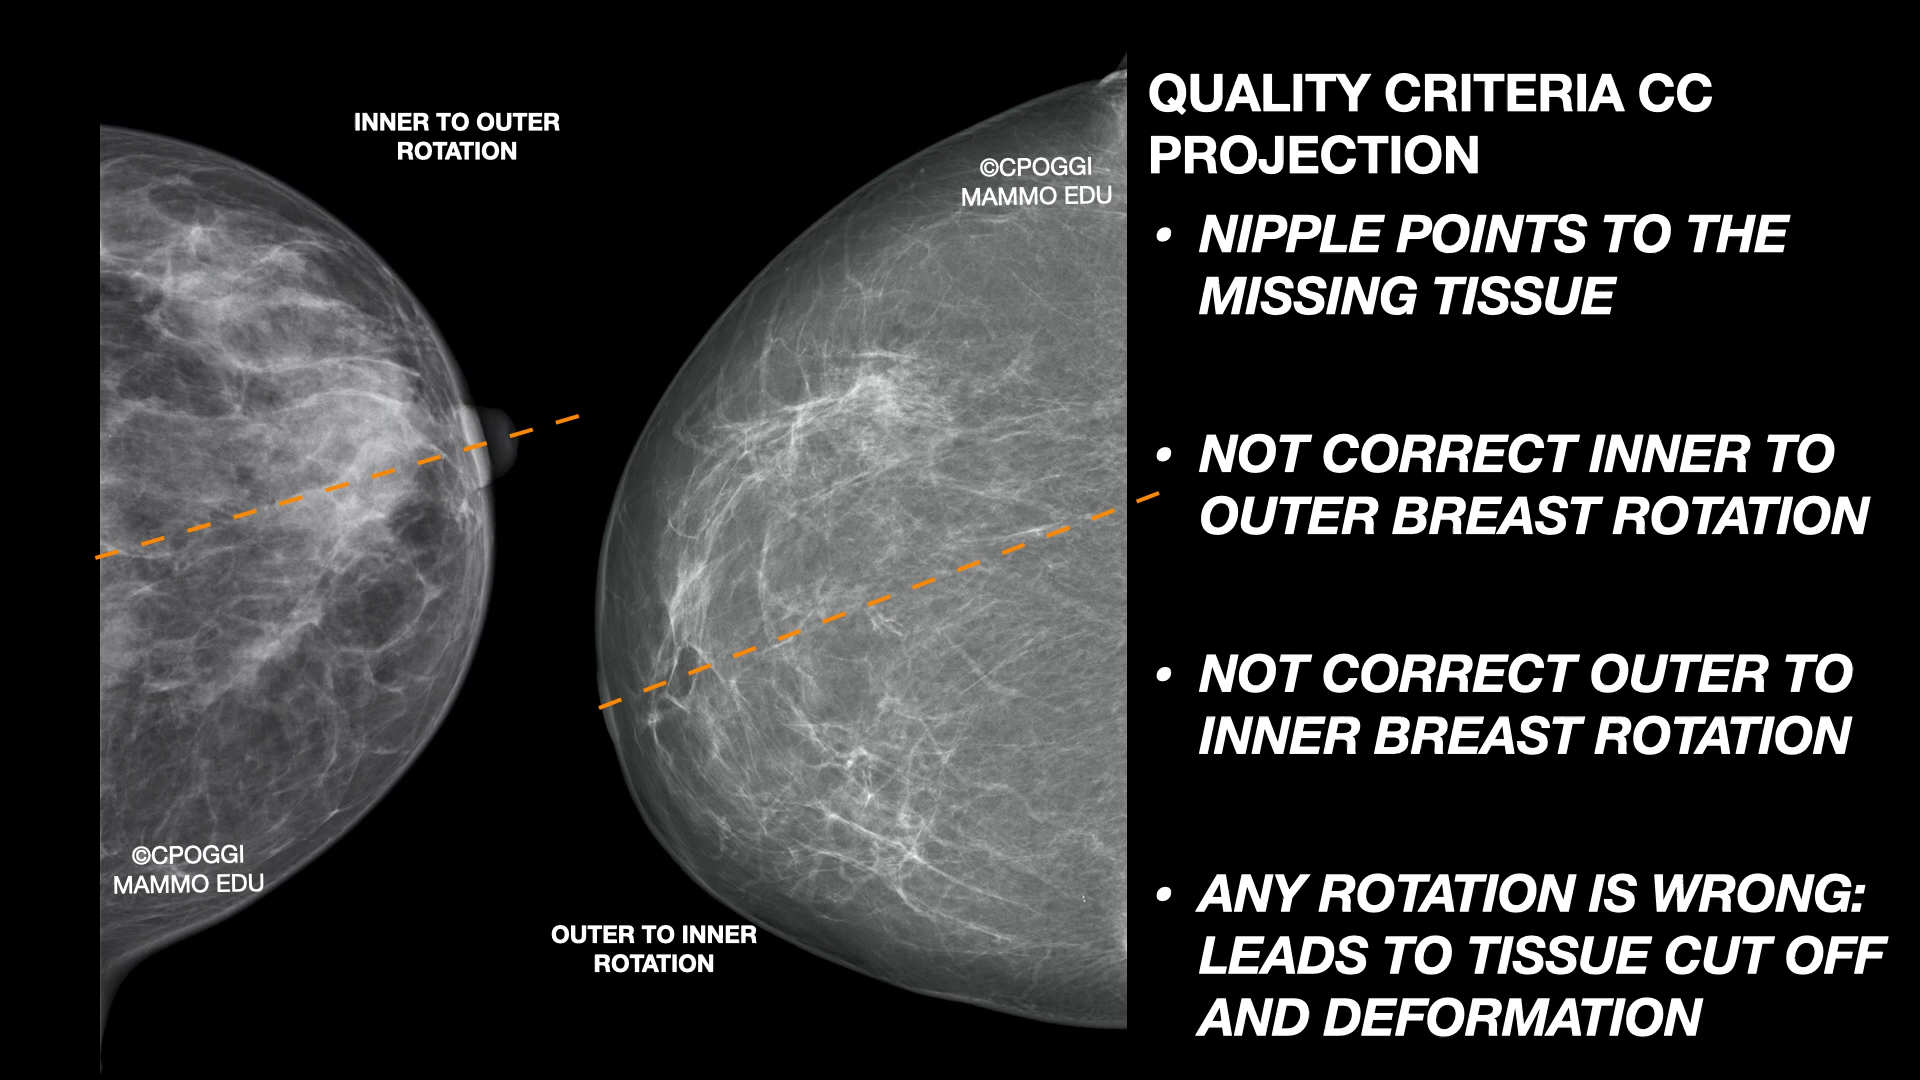 INNER TO OUTER
ROTATION
©CPOGGI
MAMMO EDU
©CPOGGI
MAMMO EDU
OUTER TO INNER
ROTATION
QUALITY CRITERIA CC
PROJECTION
• NIPPLE POINTS TO THE
MISSING TISSUE
• NOT CORRECT INNER TO
OUTER BREAST ROTATION
• NOT CORRECT OUTER TO
INNER BREAST ROTATION
• ANY ROTATION IS WRONG:
LEADS TO TISSUE CUT OFF
AND DEFORMATION